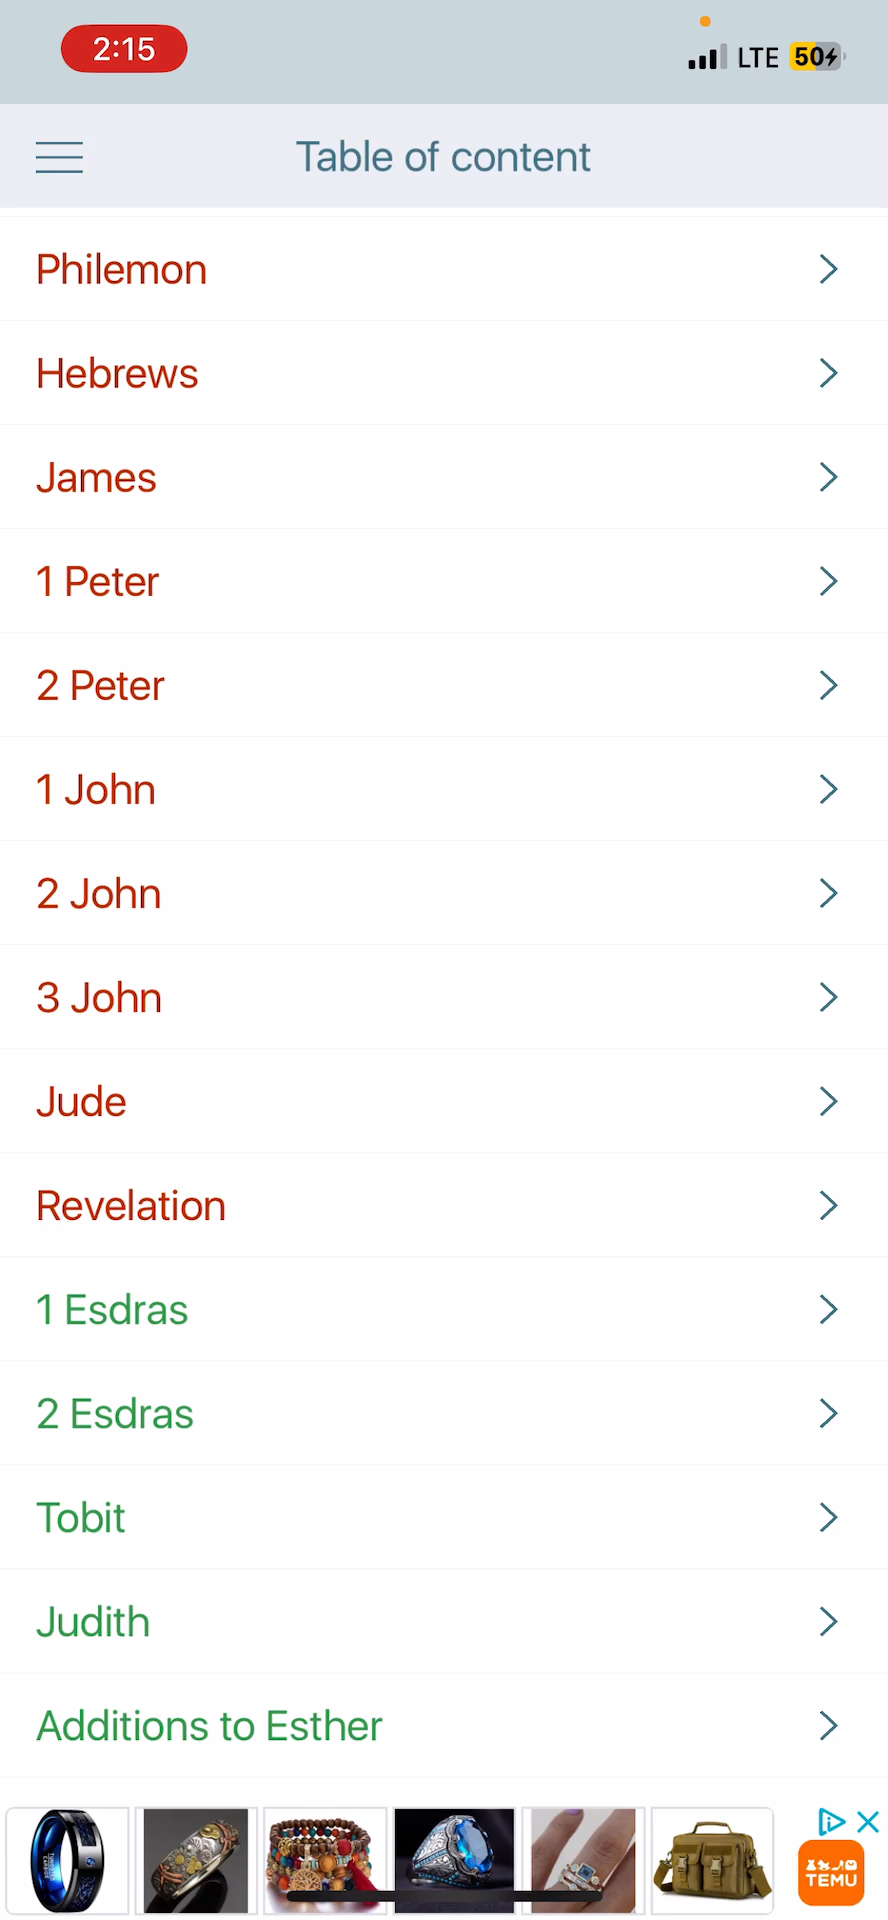 2:15
LTE 50
Table of content
Philemon
Hebrews
James
1 Peter
2 Peter
1 John
2 John
3 John
Jude
Revelation
1 Esdras
2 Esdras
Tobit
Judith
Additions to Esther
TEMU